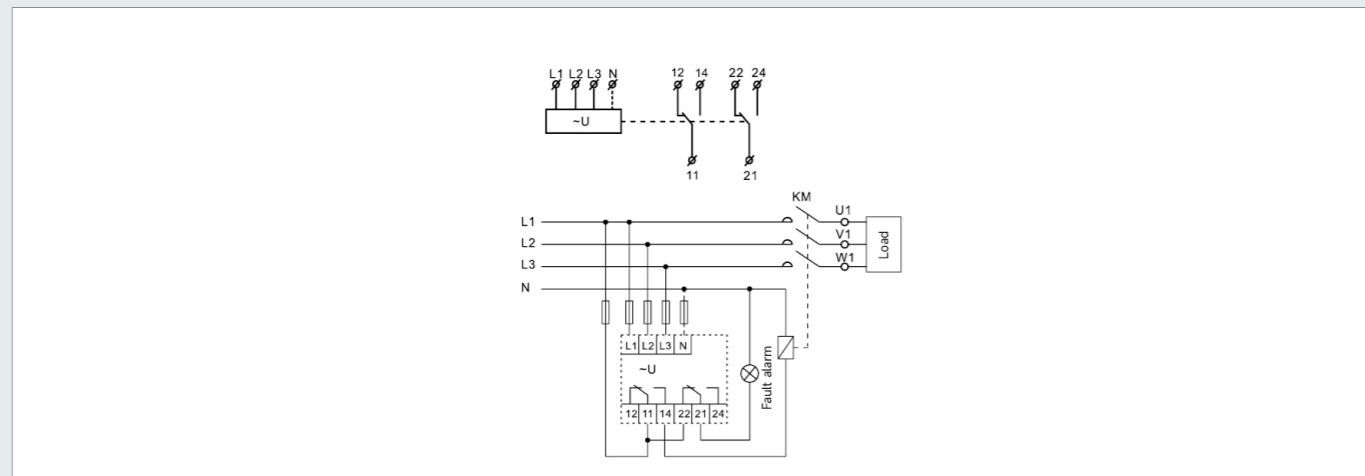 L1 L2 L3 N 12 14 22 24
~U
11 21
KM
L1 U1
L2 V1
L3 W1
Load
N
L1 L2 L3 N
~U
Fault alarm
12 11 14 22 21 24